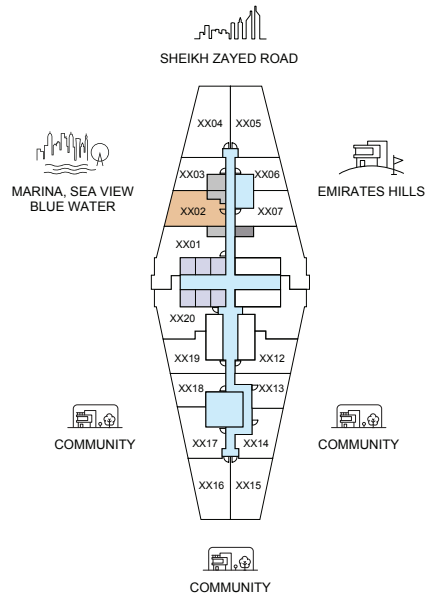 SHEIKH ZAYED ROAD
XX04 XX05
XX03 XX06
MARINA, SEA VIEW
BLUE WATER
EMIRATES HILLS
XX02 XX07
XX01
XX20
XX19 XX12
XX18 XX13
COMMUNITY
COMMUNITY
XX17 XX14
XX16 XX15
COMMUNITY